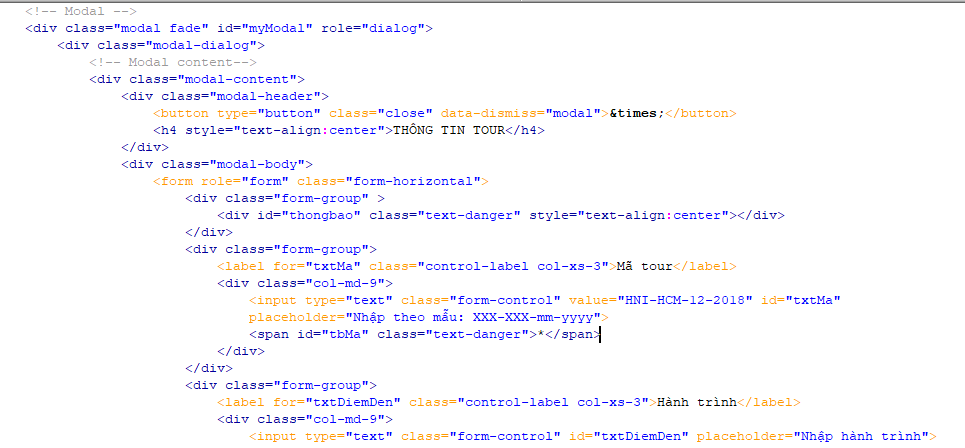 <!-- Modal -->
<div class="modal fade" id="myModal" role="dialog">
<div class="modal-dialog">
<!-- Modal content-->
<div class="modal-content">
<div class="modal-header">
<button type="button" class="close" data-dismiss="modal">&times;</button>
<h4 style="text-align:center">THÔNG TIN TOUR</h4>
</div>
<div class="modal-body">
<form role="form" class="form-horizontal">
<div class="form-group" >
<div id="thongbao" class="text-danger" style="text-align:center"></div>
</div>
<div class="form-group">
<label for="txtMa" class="control-label col-xs-3">Mã tour</label>
<div class="col-md-9">
<input type="text" class="form-control" value="HNI-HCM-12-2018" id="txtMa"
placeholder="Nhập theo mẫu: XXX-XXX-mm-yyyy">
<span id="tbMa" class="text-danger">*</span>
</div>
</div>
<div class="form-group">
<label for="txtDiemDen" class="control-label col-xs-3">Hành trình</label>
<div class="col-md-9">
<input type="text" class="form-control" id="txtDiemDen" placeholder="Nhập hành trình">